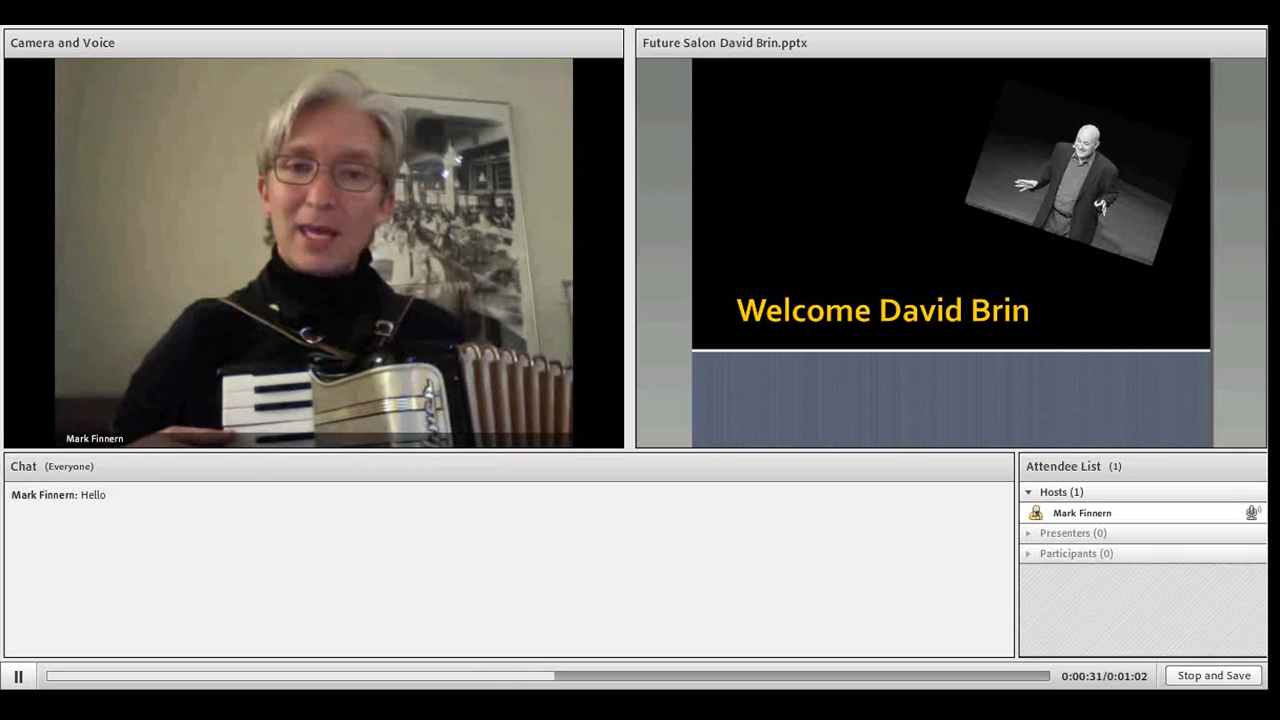 Camera and Voice
Future Salon David Brin.pptx
Welcome David Brin
Mark Finnern
Chat (Everyone)
Mark Finnern: Hello
Attendee List (1)
Hosts (1)
Mark Finnern
Presenters (0)
Participants (0)
0:00:31/0:01:02
Stop and Save